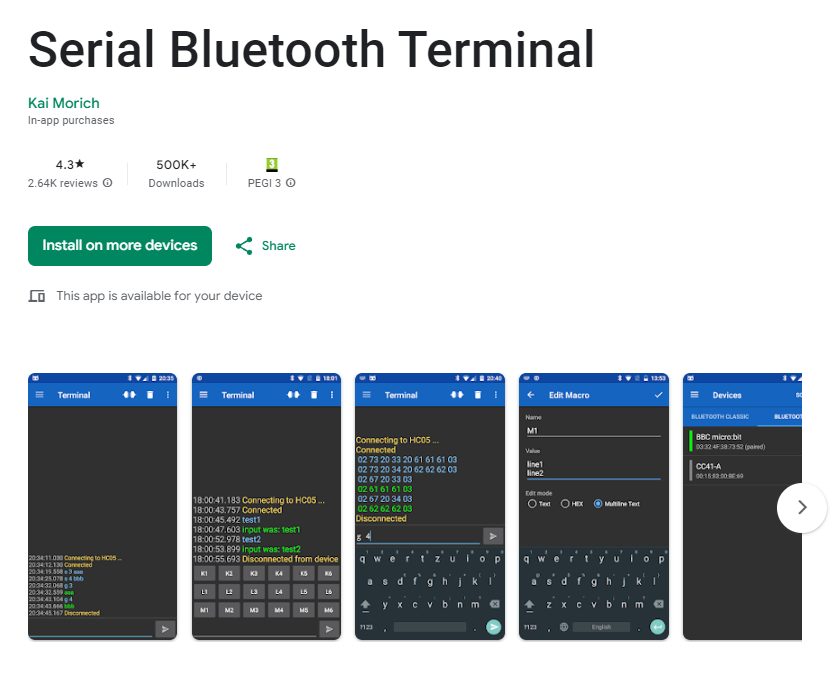 Serial Bluetooth Terminal
Kai Morich
In-app purchases
4.3★ 500K+ 3
2.64K reviews Downloads PEGI 3
Install on more devices Share
This app is available for your device
20:35
Terminal
20:34:11.030 Connecting to HC05 ...
20:34:12.138 Connected
20:34:19.538 s 3 aaa
20:34:25.078 s 4 bbb
20:34:32.068 g 3
20:34:32.559 aaa
20:34:43.104 g 4
20:34:43.666 bbb
20:34:45.167 Disconnected
18:01
Terminal
18:00:41.183 Connecting to HC05 ...
18:00:43.757 Connected
18:00:45.492 test1
18:00:47.603 input was: test1
18:00:52.978 test2
18:00:53.899 input was: test2
18:00:55.693 Disconnected from device
K1 K2 K3 K4 K5 K6
L1 L2 L3 L4 L5 L6
M1 M2 M3 M4 M5 M6
20:40
Terminal
Connecting to HC05 ...
Connected
02 73 20 33 20 61 61 61 03
02 73 20 34 20 62 62 62 03
02 67 20 33 03
02 61 61 61 03
02 67 20 34 03
02 62 62 62 03
Disconnected
g 4
q w e r t z u i o p
a s d f g h j k l
y x c v b n m
?123 , .
13:53
Edit Macro
Name
M1
Value
line1
line2
Edit mode
Text HEX Multiline Text
q w e r t y u i o p
a s d f g h j k l
z x c v b n m
?123 , English .
Devices
BLUETOOTH CLASSIC
BBC micro:bit
D3:32:4F:38:73:52 (paired)
CC41-A
00:15:83:00:BE:69